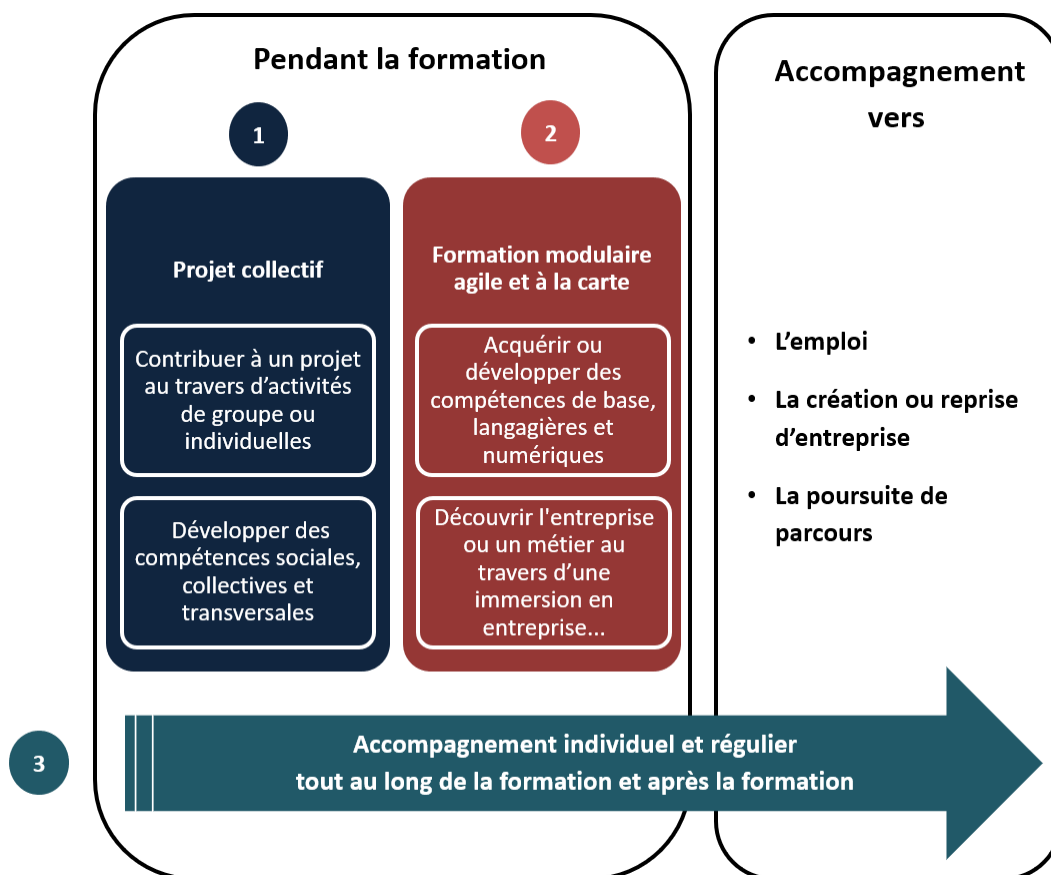 Pendant la formation
1
Projet collectif
Contribuer à un projet
au travers d’activités
de groupe ou
individuelles
Développer des
compétences sociales,
collectives et
transversales
2
Formation modulaire
agile et à la carte
Acquérir ou
développer des
compétences de base,
langagières et
numériques
Découvrir l'entreprise
ou un métier au
travers d’une
immersion en
entreprise...
Accompagnement
vers
• L’emploi
• La création ou reprise
d’entreprise
• La poursuite de
parcours
3
Accompagnement individuel et régulier
tout au long de la formation et après la formation